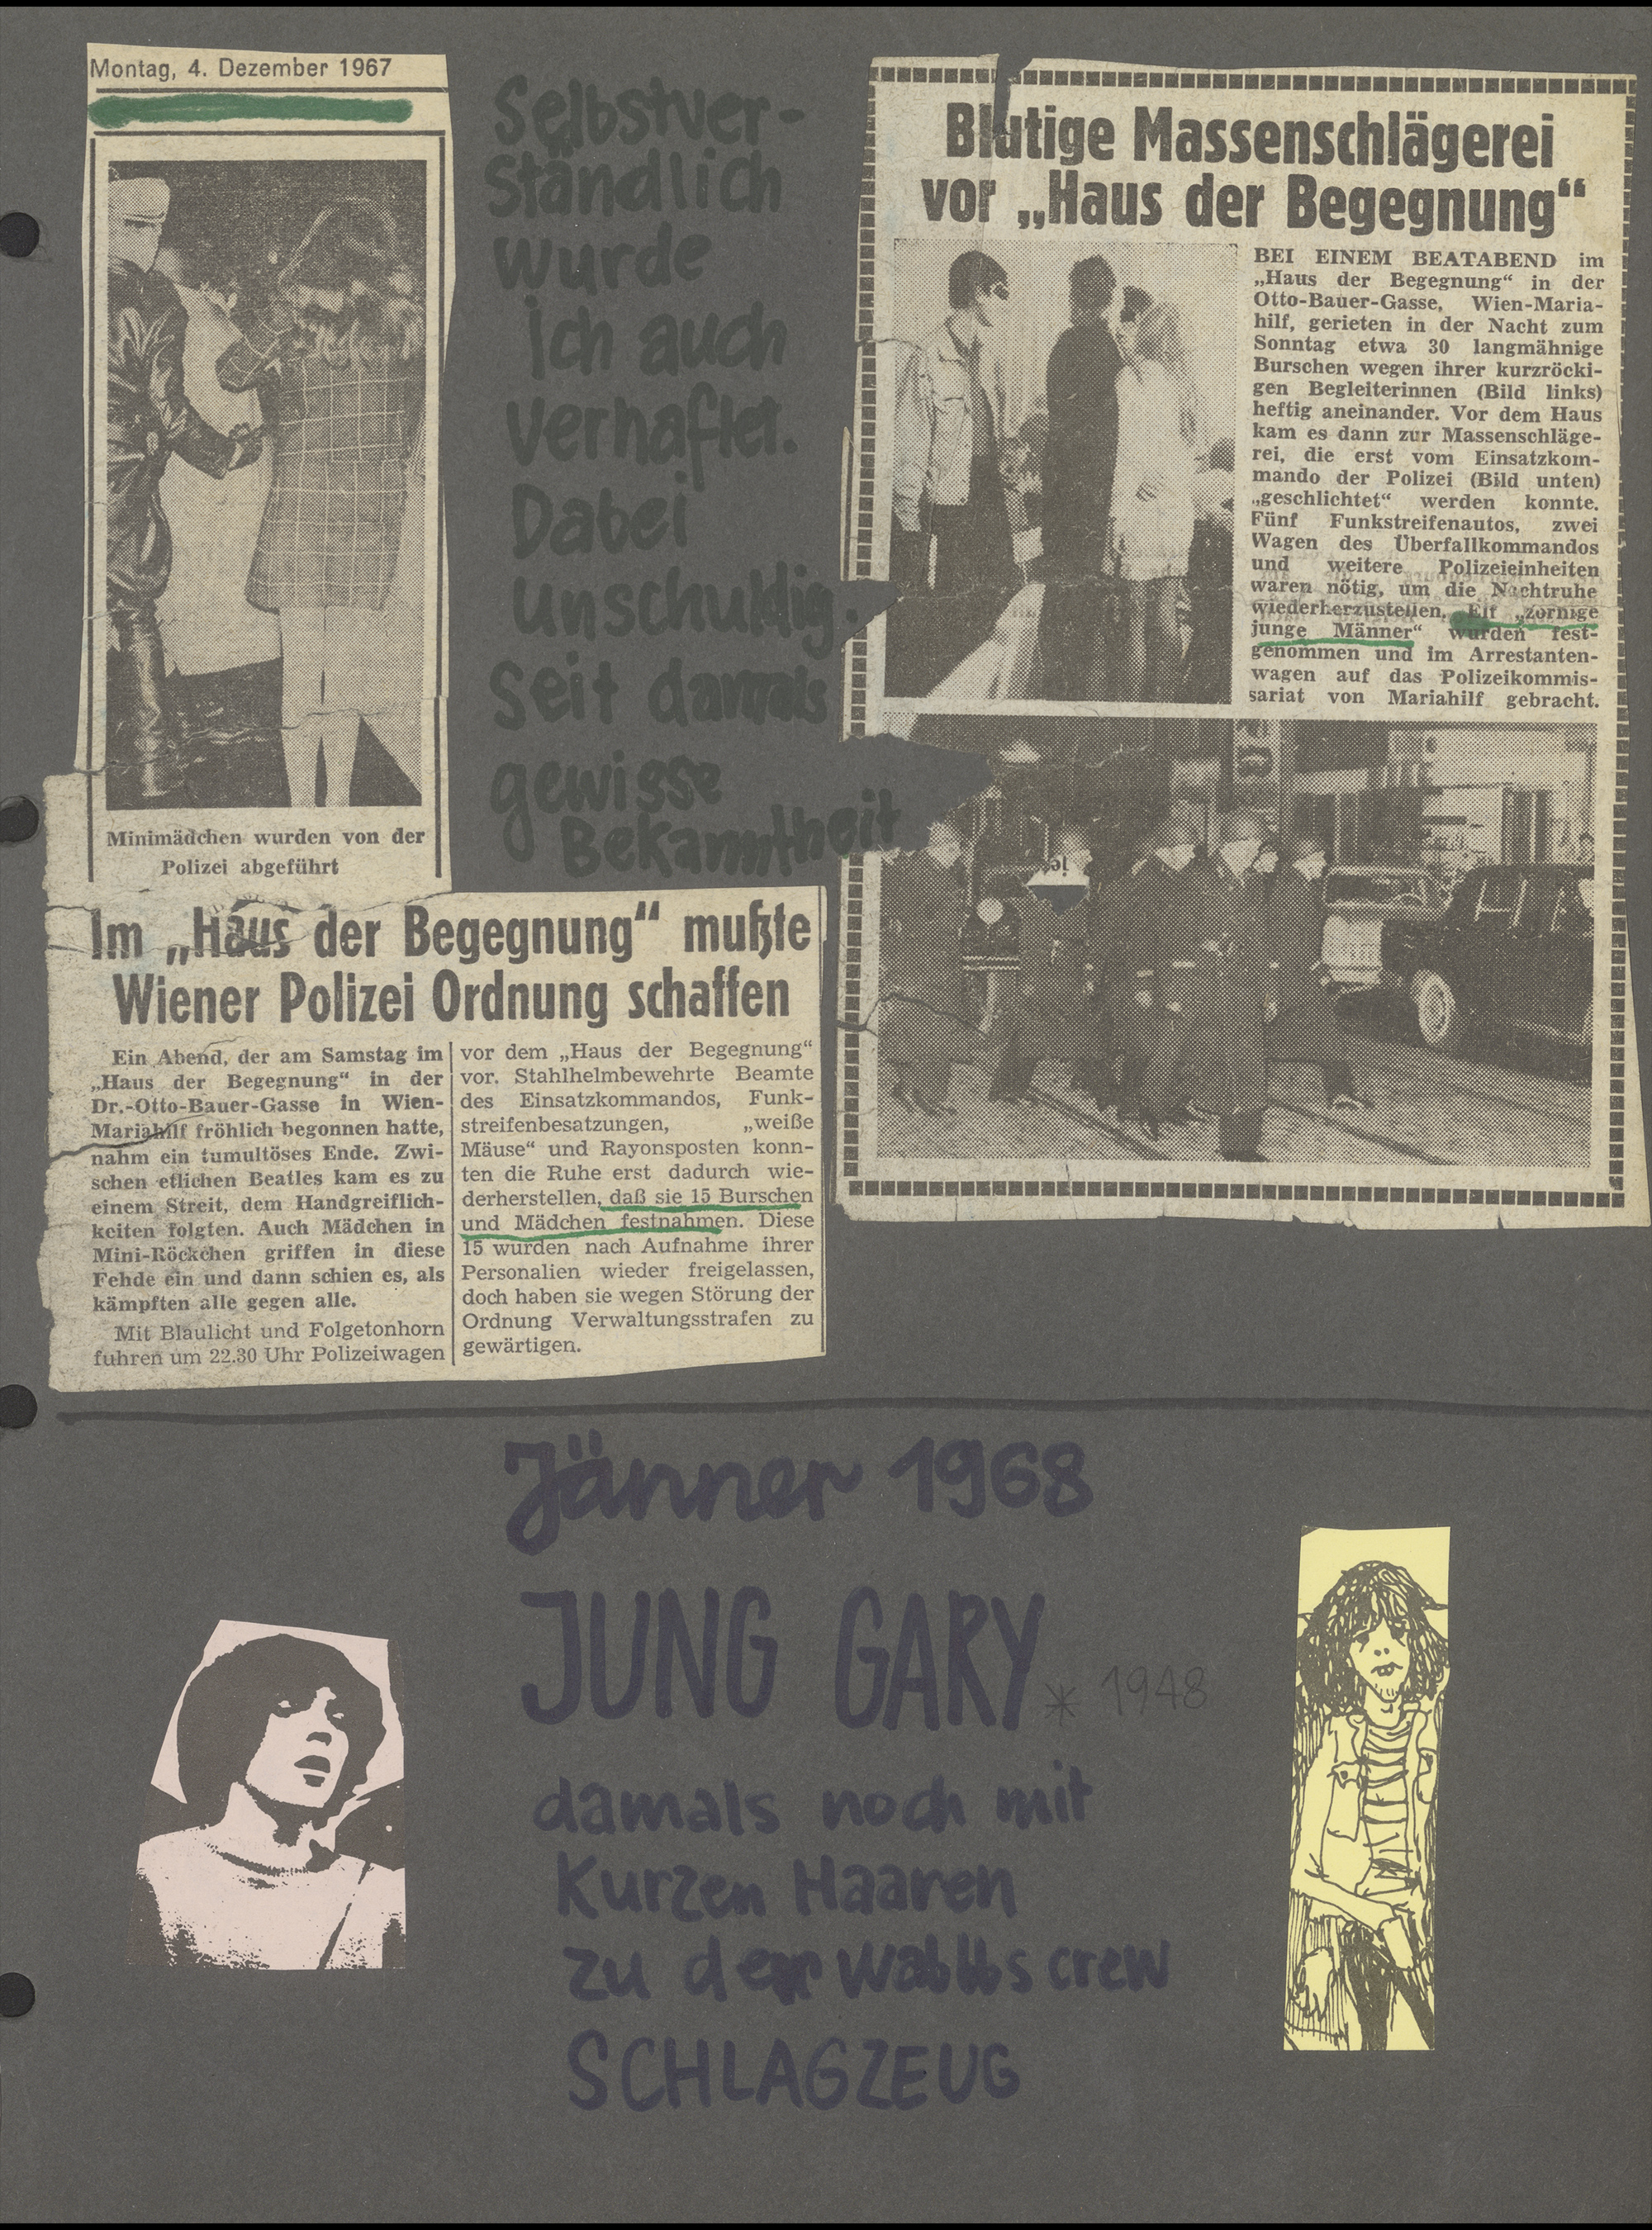 Montag, 4. Dezember 1967
Minimädchen wurden von der
Polizei abgeführt
Im „Haus der Begegnung“ mußte
Wiener Polizei Ordnung schaffen
Ein Abend, der am Samstag im
„Haus der Begegnung“ in der
Dr.-Otto-Bauer-Gasse in Wien-
Mariahilf fröhlich begonnen hatte,
nahm ein tumultöses Ende. Zwi-
schen etlichen Beatles kam es zu
einem Streit, dem Handgreiflich-
keiten folgten. Auch Mädchen in
Mini-Röckchen griffen in diese
Fehde ein und dann schien es, als
kämpften alle gegen alle.
Mit Blaulicht und Folgetonhorn
fuhren um 22.30 Uhr Polizeiwagen
vor dem „Haus der Begegnung“
vor. Stahlhelmbewehrte Beamte
des Einsatzkommandos, Funk-
streifenbesatzungen, „weiße
Mäuse“ und Rayonsposten konn-
ten die Ruhe erst dadurch wie-
derherstellen, daß sie 15 Burschen
und Mädchen festnahmen. Diese
15 wurden nach Aufnahme ihrer
Personalien wieder freigelassen,
doch haben sie wegen Störung der
Ordnung Verwaltungsstrafen zu
gewärtigen.
Selbstver-
ständlich
wurde
ich auch
verhaftet.
Dabei
unschuldig.
Seit damals
gewisse
Bekanntheit.
Blutige Massenschlägerei
vor „Haus der Begegnung“
BEI EINEM BEATABEND im
„Haus der Begegnung“ in der
Otto-Bauer-Gasse, Wien-Maria-
hilf, gerieten in der Nacht zum
Sonntag etwa 30 langmähnige
Burschen wegen ihrer kurzröcki-
gen Begleiterinnen (Bild links)
heftig aneinander. Vor dem Haus
kam es dann zur Massenschläge-
rei, die erst vom Einsatzkom-
mando der Polizei (Bild unten)
„geschlichtet“ werden konnte.
Fünf Funkstreifenautos, zwei
Wagen des Überfallkommandos
und weitere Polizeieinheiten
waren nötig, um die Nachtruhe
wiederherzustellen. Elf „zornige
junge Männer“ wurden fest-
genommen und im Arrestanten-
wagen auf das Polizeikommis-
sariat von Mariahilf gebracht.
Jänner 1968
JUNG GARY * 1948
damals noch mit
Kurzen Haaren
zu der crew
SCHLAGZEUG